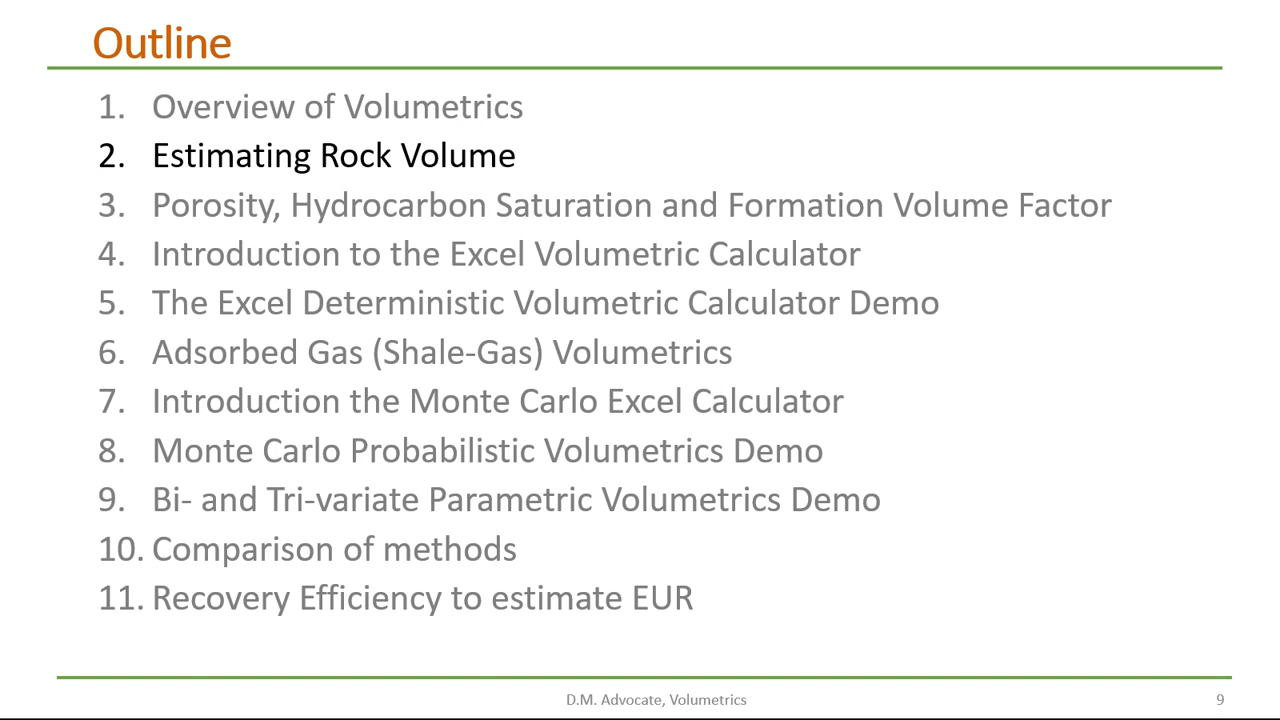 Outline
1. Overview of Volumetrics
2. Estimating Rock Volume
3. Porosity, Hydrocarbon Saturation and Formation Volume Factor
4. Introduction to the Excel Volumetric Calculator
5. The Excel Deterministic Volumetric Calculator Demo
6. Adsorbed Gas (Shale-Gas) Volumetrics
7. Introduction the Monte Carlo Excel Calculator
8. Monte Carlo Probabilistic Volumetrics Demo
9. Bi- and Tri-variate Parametric Volumetrics Demo
10. Comparison of methods
11. Recovery Efficiency to estimate EUR
D.M. Advocate, Volumetrics 9